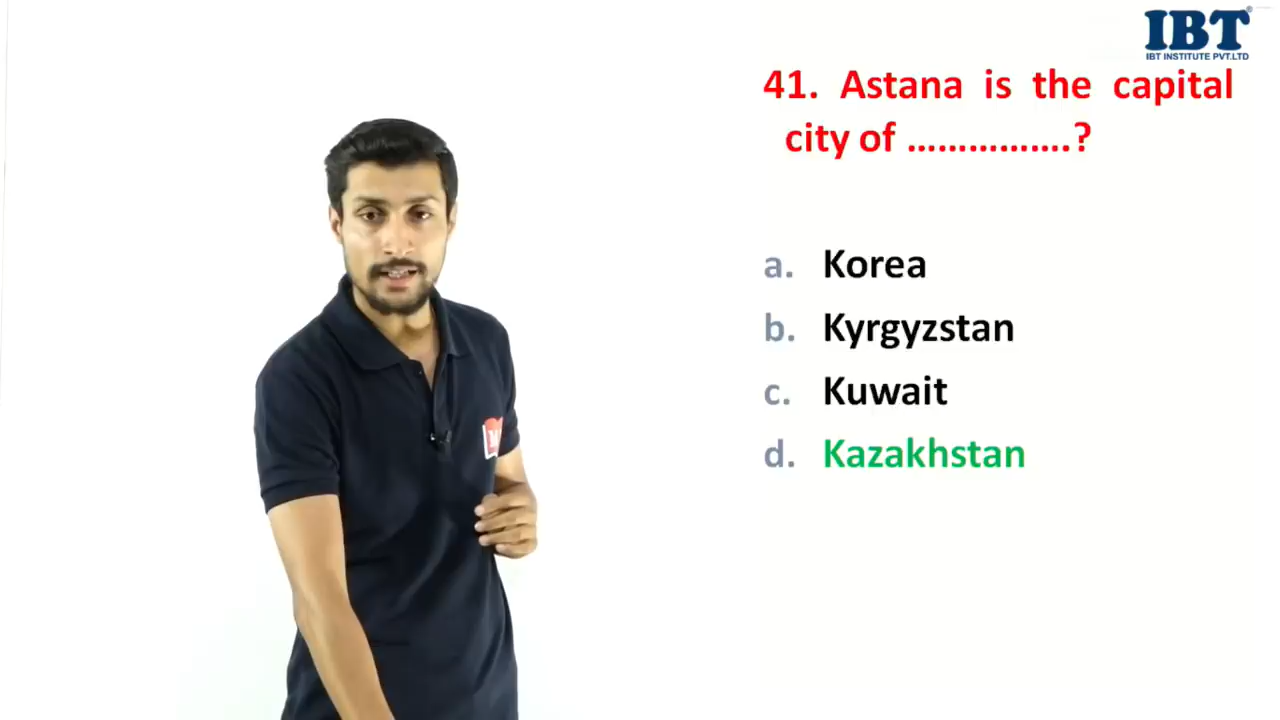 IBT
IBT INSTITUTE PVT.LTD
41. Astana is the capital
city of …………….?
a. Korea
b. Kyrgyzstan
c. Kuwait
d. Kazakhstan